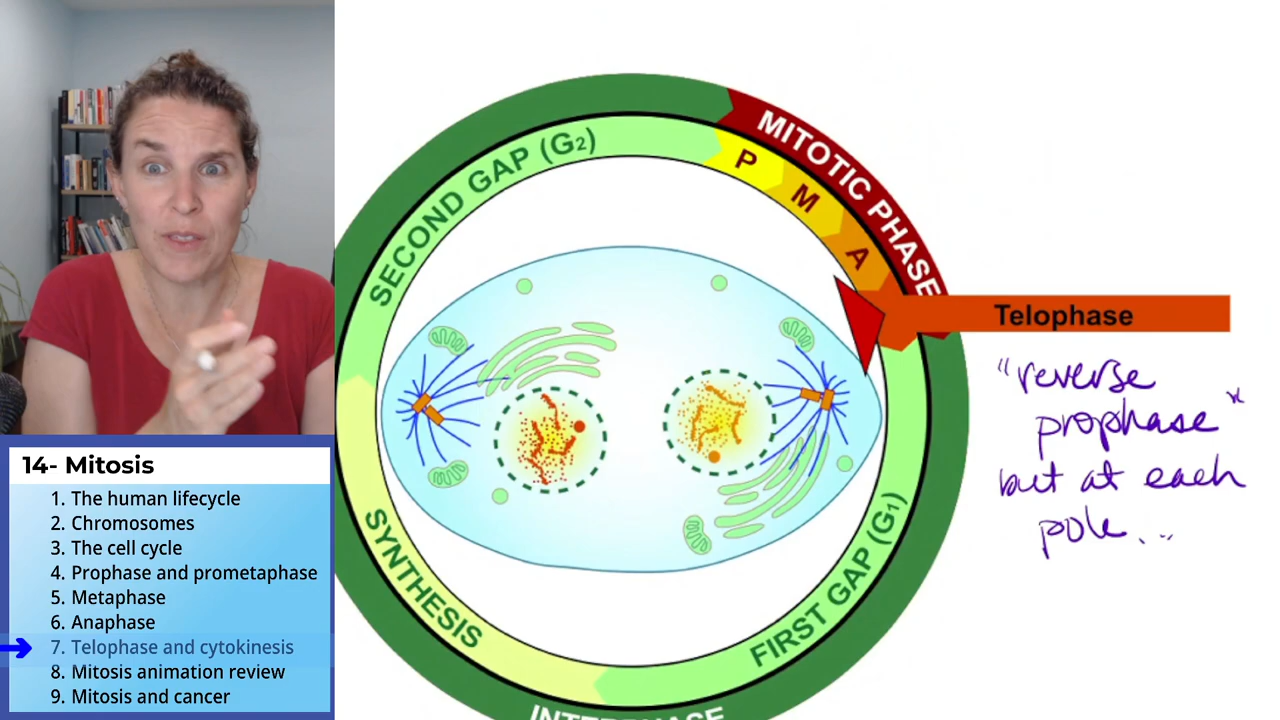 14- Mitosis
1. The human lifecycle
2. Chromosomes
3. The cell cycle
4. Prophase and prometaphase
5. Metaphase
6. Anaphase
7. Telophase and cytokinesis
8. Mitosis animation review
9. Mitosis and cancer
SECOND GAP (G2)
MITOTIC PHASE
P
M
A
Telophase
"reverse
prophase"
but at each
pole...
FIRST GAP (G1)
SYNTHESIS
INTERPHASE